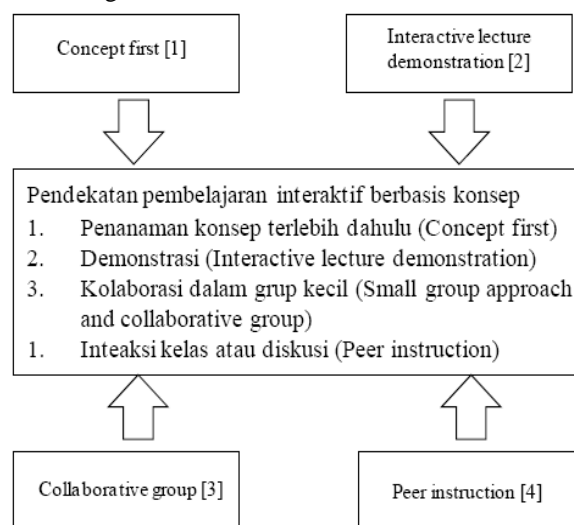 Concept first [1]
Interactive lecture
demonstration [2]
Pendekatan pembelajaran interaktif berbasis konsep
1. Penanaman konsep terlebih dahulu (Concept first)
2. Demonstrasi (Interactive lecture demonstration)
3. Kolaborasi dalam grup kecil (Small group approach
and collaborative group)
1. Inteaksi kelas atau diskusi (Peer instruction)
Collaborative group [3]
Peer instruction [4]